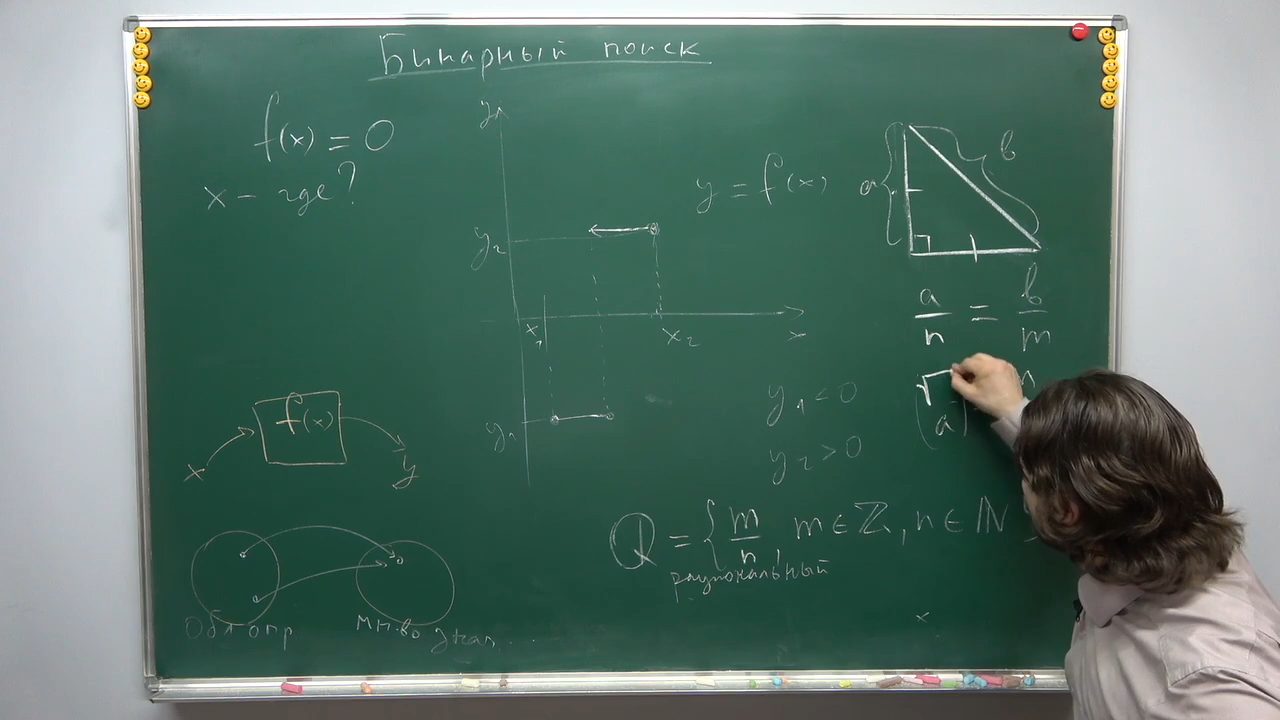 Бинарный поиск
f(x) = 0
x - где?
y
y = f(x)
y₂
x₁
x₂
x
y₁
y₁ < 0
y₂ > 0
a
b
a/n = b/m
a
n
x
f(x)
y
Q = { m/n, m ∈ ℤ, n ∈ ℕ
рациональный
Обл опр
мн-во знач.
x